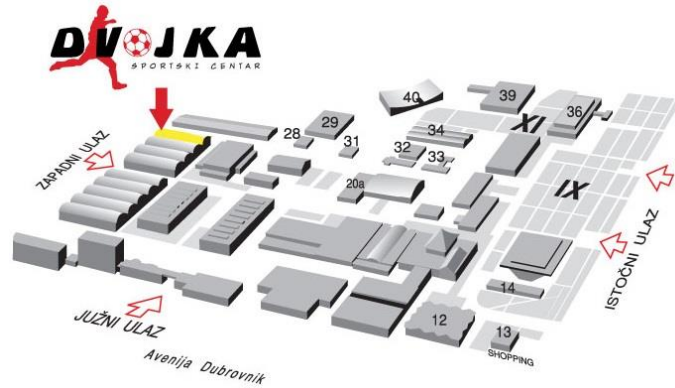 DVOJKA
SPORTSKI CENTAR
40
39
36
29
28
31
34
XI
32
33
ZAPADNI ULAZ
20a
IX
ISTOČNI ULAZ
14
12
13
SHOPPING
JUŽNI ULAZ
Avenija Dubrovnik